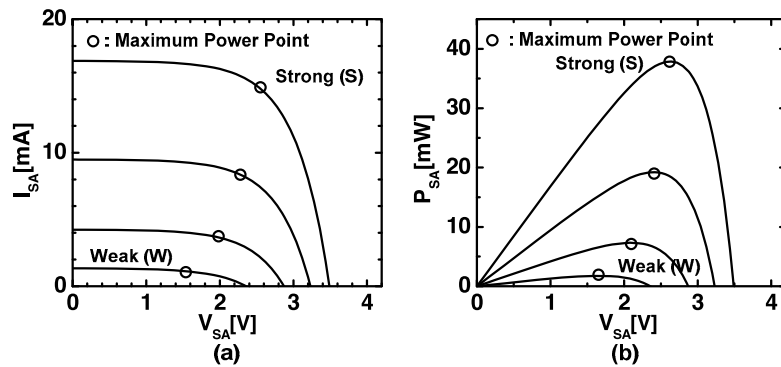 20
10
0
0
1
2
3
4
I_SA[mA]
V_SA[V]
○ : Maximum Power Point
Strong (S)
Weak (W)
(a)
40
30
20
10
0
0
1
2
3
4
P_SA[mW]
V_SA[V]
○ : Maximum Power Point
Strong (S)
Weak (W)
(b)